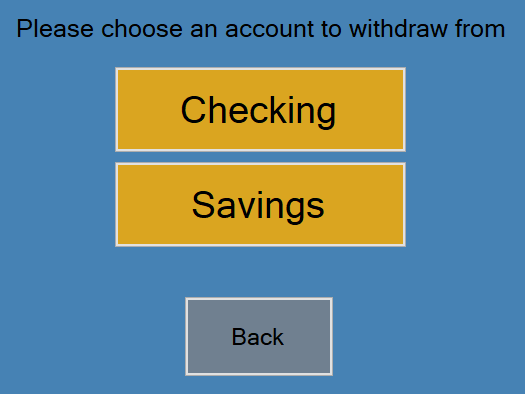 Please choose an account to withdraw from
Checking
Savings
Back